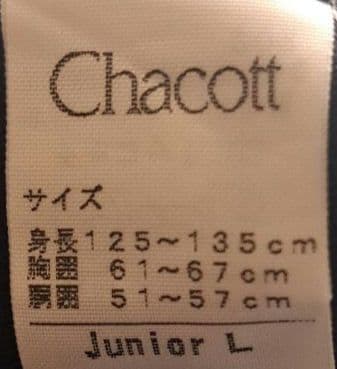 Chacott
サイズ
身長125~135cm
胸囲 61~67cm
胴囲 51~57cm
Junior L